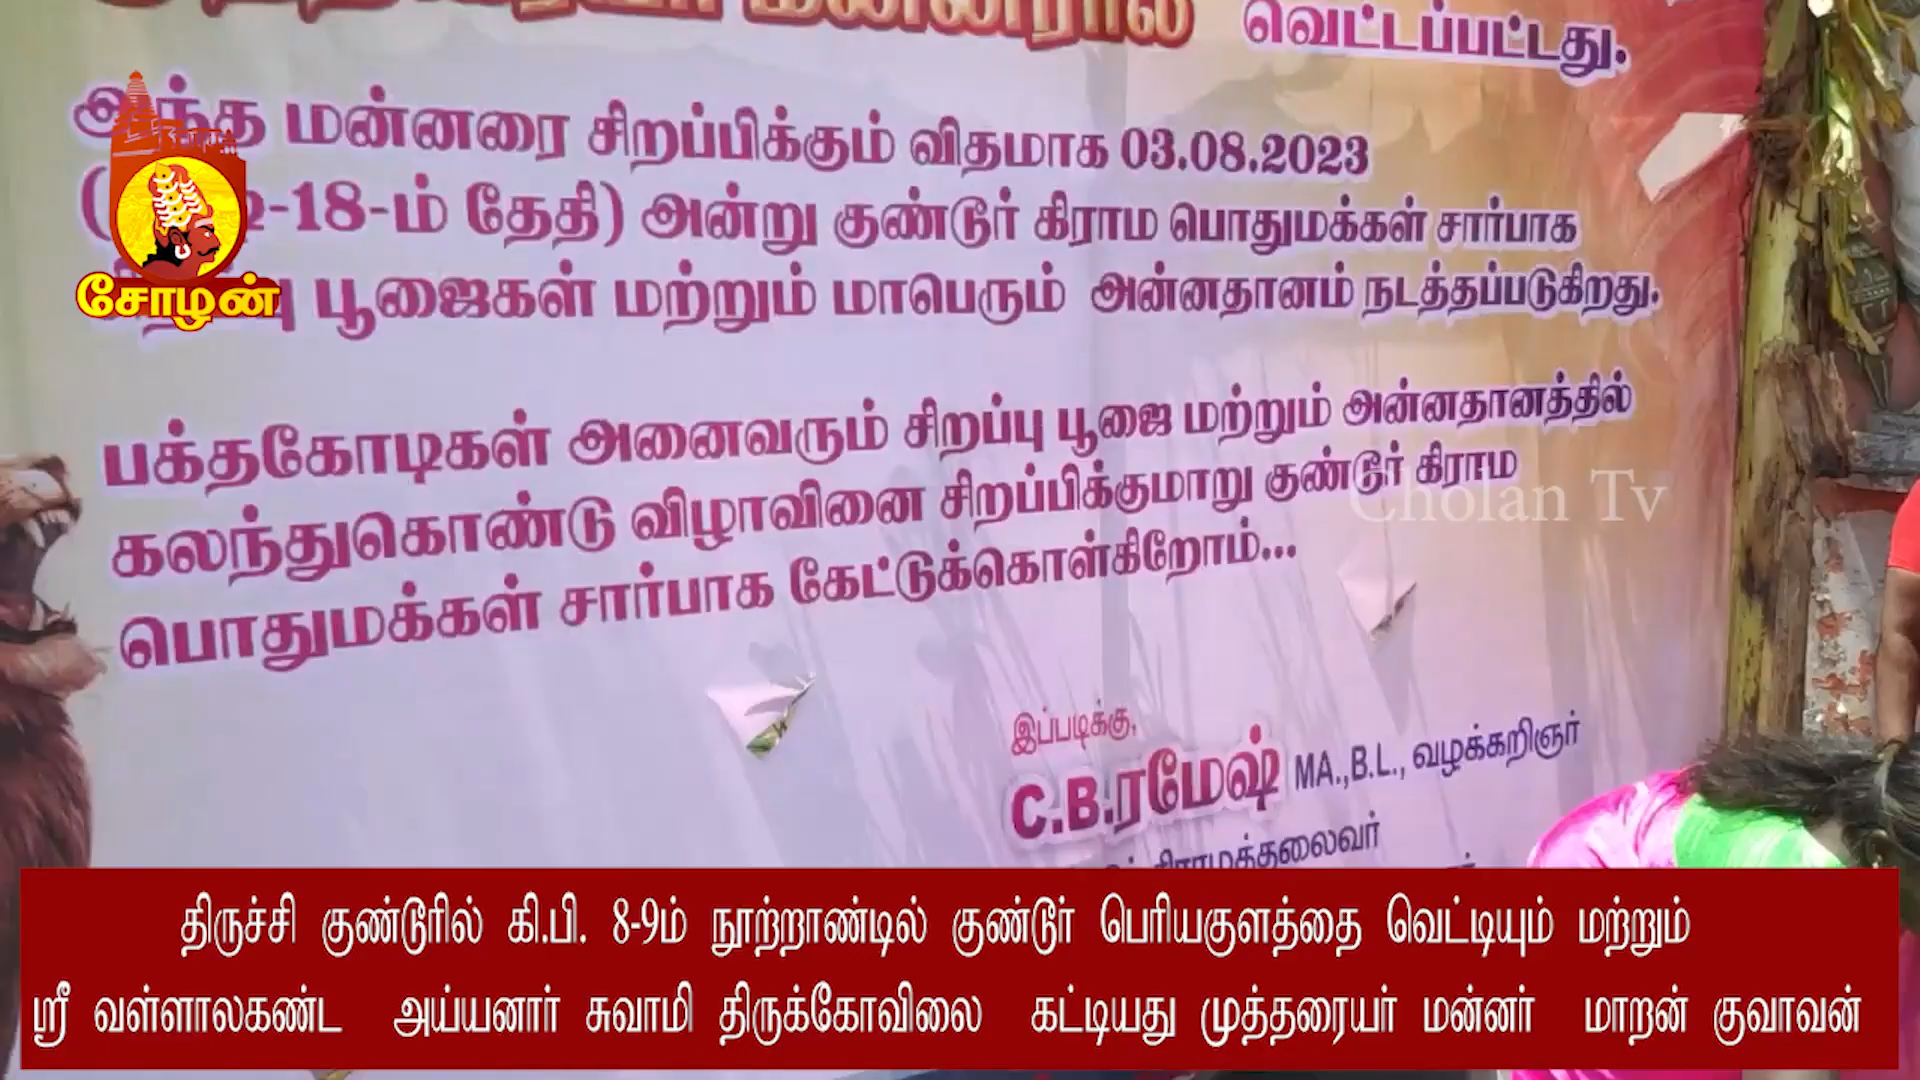 மன்னரால் வெட்டப்பட்டது.
மன்னரை சிறப்பிக்கும் விதமாக 03.08.2023
-18-ம் தேதி) அன்று குண்டூர் கிராம பொதுமக்கள் சார்பாக
பூஜைகள் மற்றும் மாபெரும் அன்னதானம் நடத்தப்படுகிறது.
சோழன்
பக்தகோடிகள் அனைவரும் சிறப்பு பூஜை மற்றும் அன்னதானத்தில்
கலந்துகொண்டு விழாவினை சிறப்பிக்குமாறு குண்டூர் கிராம
பொதுமக்கள் சார்பாக கேட்டுக்கொள்கிறோம்...
Cholan Tv
இப்படிக்கு,
C.B.ரமேஷ் MA.,B.L., வழக்கறிஞர்
திருச்சி குண்டூரில் கி.பி. 8-9ம் நூற்றாண்டில் குண்டூர் பெரியகுளத்தை வெட்டியும் மற்றும்
ஸ்ரீ வள்ளாலகண்ட அய்யனார் சுவாமி திருக்கோவிலை கட்டியது முத்தரையர் மன்னர் மாறன் குவாவன்